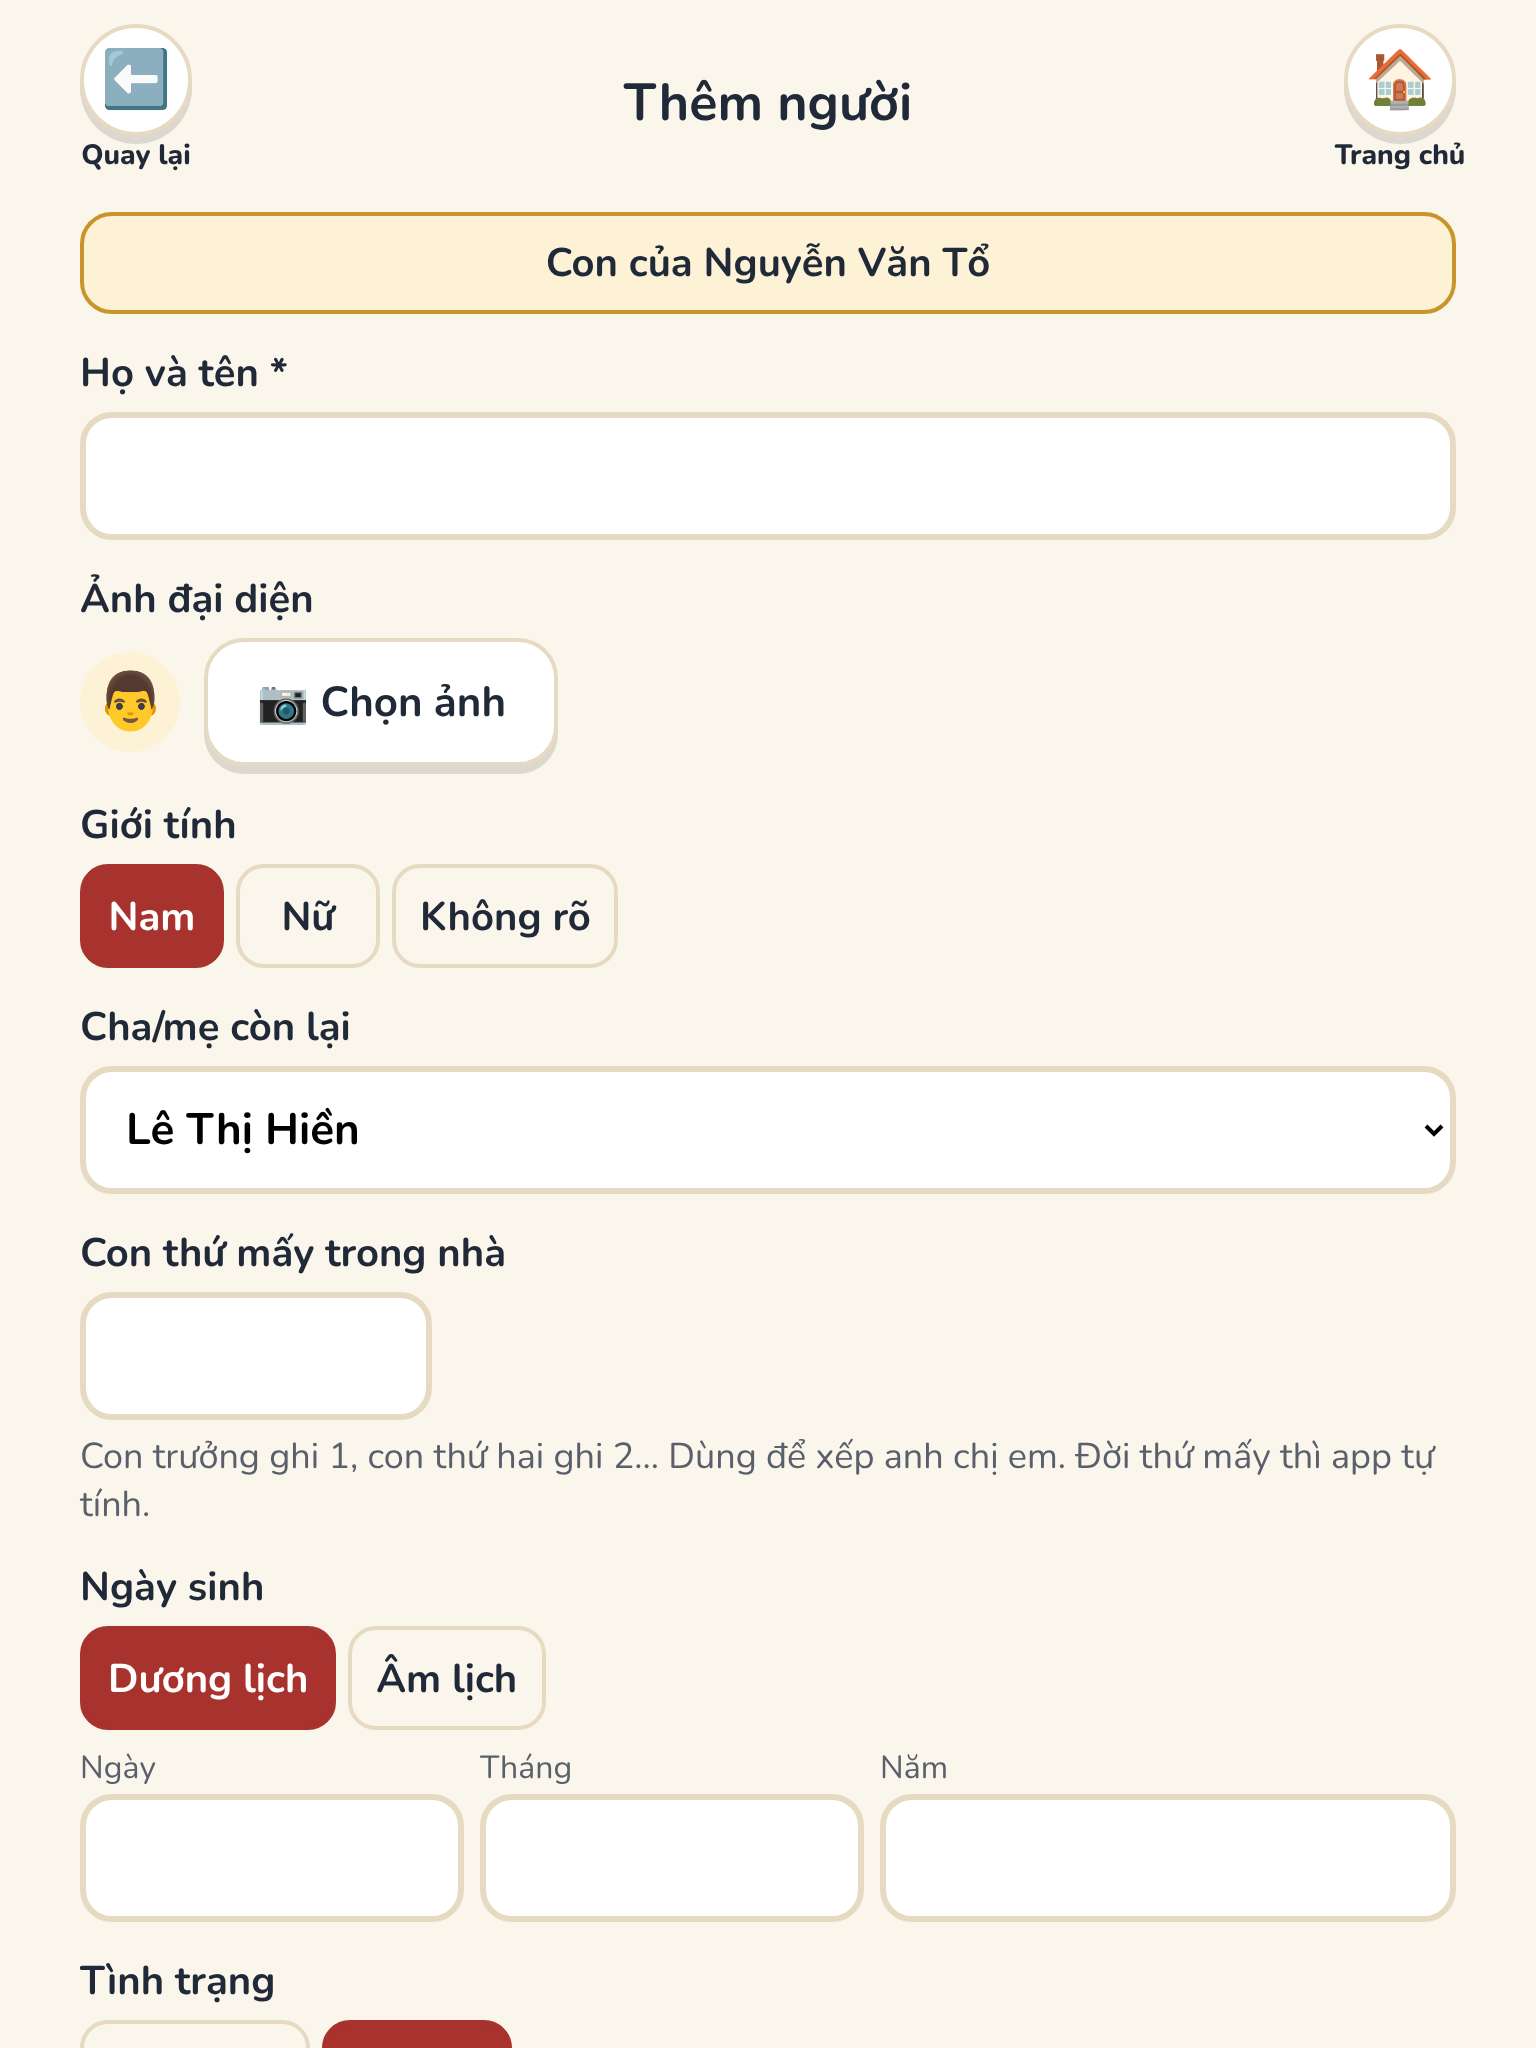 Quay lại
Thêm người
Trang chủ
Con của Nguyễn Văn Tổ
Họ và tên *
Ảnh đại diện
Chọn ảnh
Giới tính
Nam
Nữ
Không rõ
Cha/mẹ còn lại
Lê Thị Hiền
Con thứ mấy trong nhà
Con trưởng ghi 1, con thứ hai ghi 2... Dùng để xếp anh chị em. Đời thứ mấy thì app tự
tính.
Ngày sinh
Dương lịch
Âm lịch
Ngày
Tháng
Năm
Tình trạng